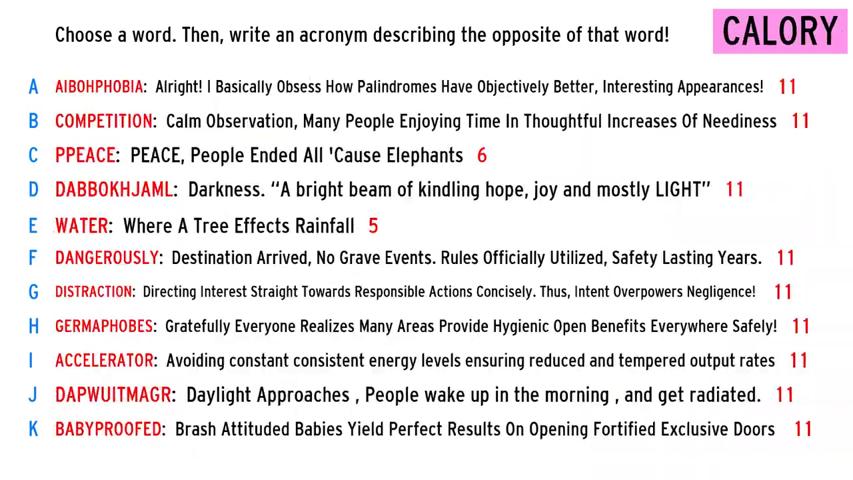 Choose a word. Then, write an acronym describing the opposite of that word!
CALORY
A AIBOHPHOBIA: Alright! I Basically Obsess How Palindromes Have Objectively Better, Interesting Appearances! 11
B COMPETITION: Calm Observation, Many People Enjoying Time In Thoughtful Increases Of Neediness 11
C PPEACE: PEACE, People Ended All 'Cause Elephants 6
D DABBOKHJAML: Darkness. “A bright beam of kindling hope, joy and mostly LIGHT” 11
E WATER: Where A Tree Effects Rainfall 5
F DANGEROUSLY: Destination Arrived, No Grave Events. Rules Officially Utilized, Safety Lasting Years. 11
G DISTRACTION: Directing Interest Straight Towards Responsible Actions Concisely. Thus, Intent Overpowers Negligence! 11
H GERMAPHOBES: Gratefully Everyone Realizes Many Areas Provide Hygienic Open Benefits Everywhere Safely! 11
I ACCELERATOR: Avoiding constant consistent energy levels ensuring reduced and tempered output rates 11
J DAPWUITMAGR: Daylight Approaches , People wake up in the morning , and get radiated. 11
K BABYPROOFED: Brash Attituded Babies Yield Perfect Results On Opening Fortified Exclusive Doors 11